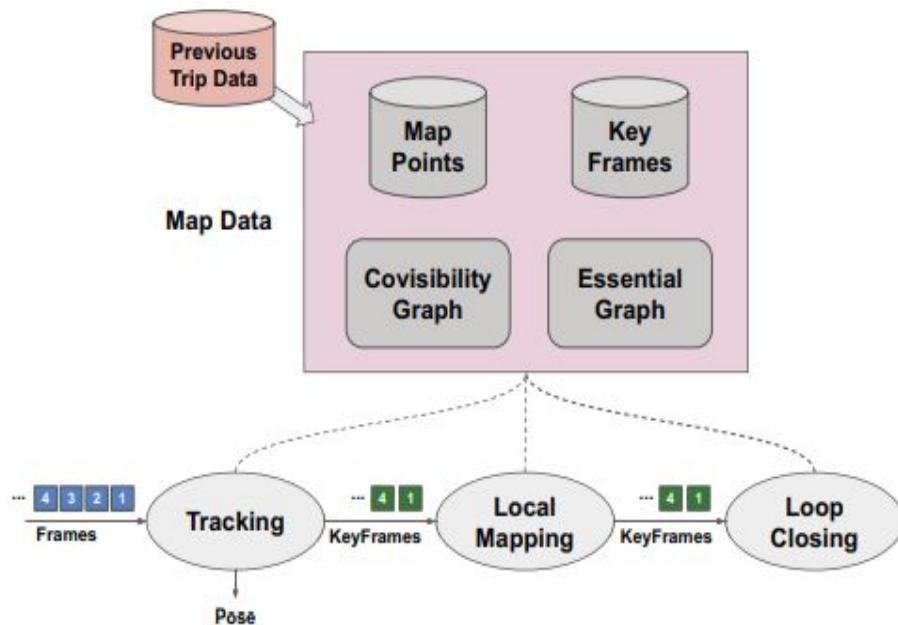 Previous
Trip Data
Map
Points
Key
Frames
Map Data
Covisibility
Graph
Essential
Graph
... 4 3 2 1
Frames
Tracking
... 4 1
KeyFrames
Local
Mapping
... 4 1
KeyFrames
Loop
Closing
Pose